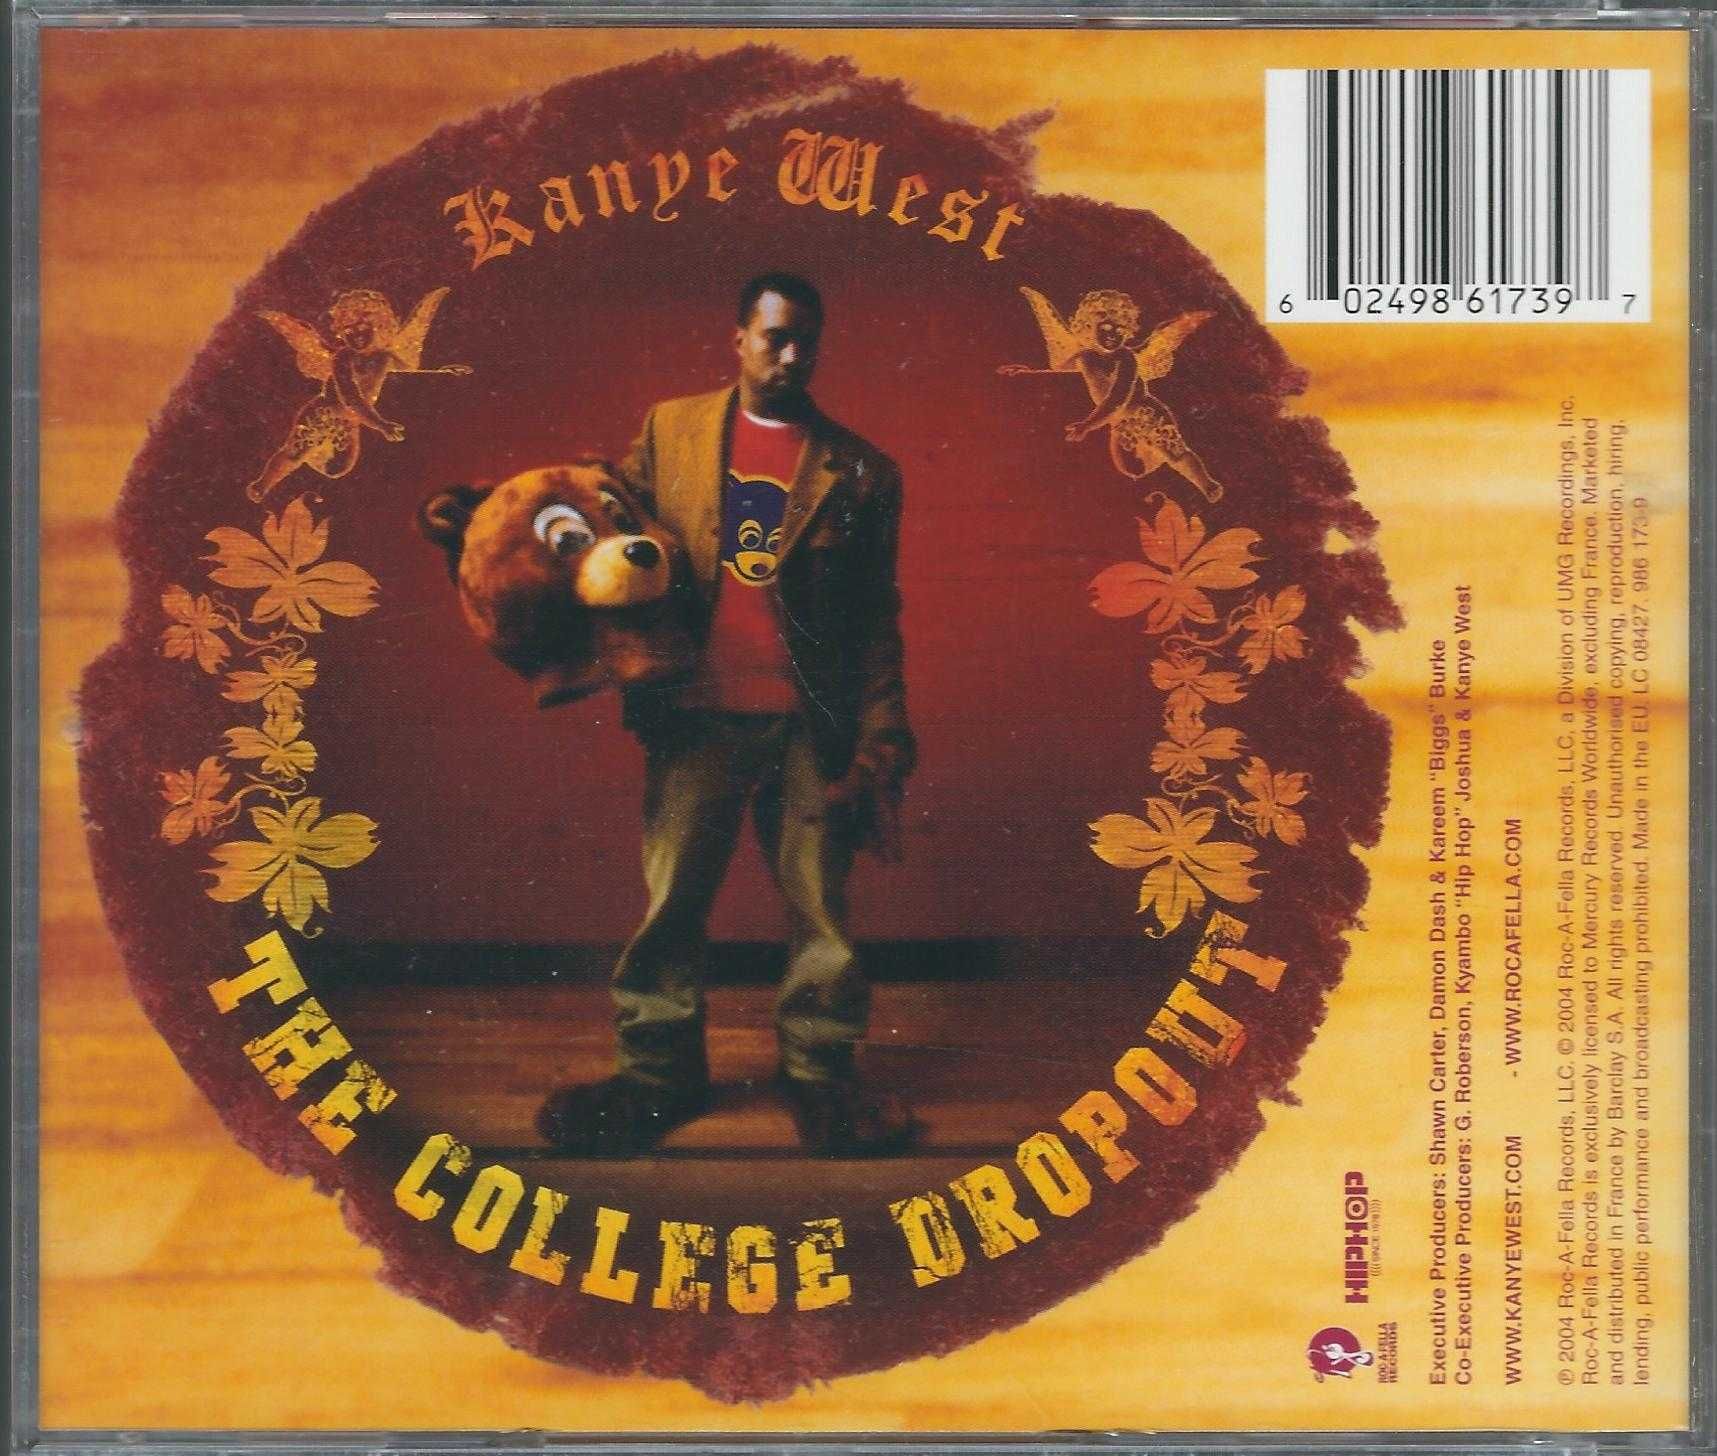 Kanye West
THE COLLEGE DROPOUT
6 02498 61739 7
ROC-A-FELLA
RECORDS
HIPHOP
((((( SINCE 1978 )))))
Executive Producers: Shawn Carter, Damon Dash & Kareem "Biggs" Burke
Co-Executive Producers: G. Roberson, Kyambo "Hip Hop" Joshua & Kanye West
WWW.KANYEWEST.COM - WWW.ROCAFELLA.COM
℗ 2004 Roc-A-Fella Records, LLC. © 2004 Roc-A-Fella Records, LLC, a Division of UMG Recordings, Inc.
Roc-A-Fella Records is exclusively licensed to Mercury Records Worldwide, excluding France. Marketed
and distributed in France by Barclay S.A. All rights reserved. Unauthorised copying, reproduction, hiring,
lending, public performance and broadcasting prohibited. Made in the EU. LC 08427. 986 173-9